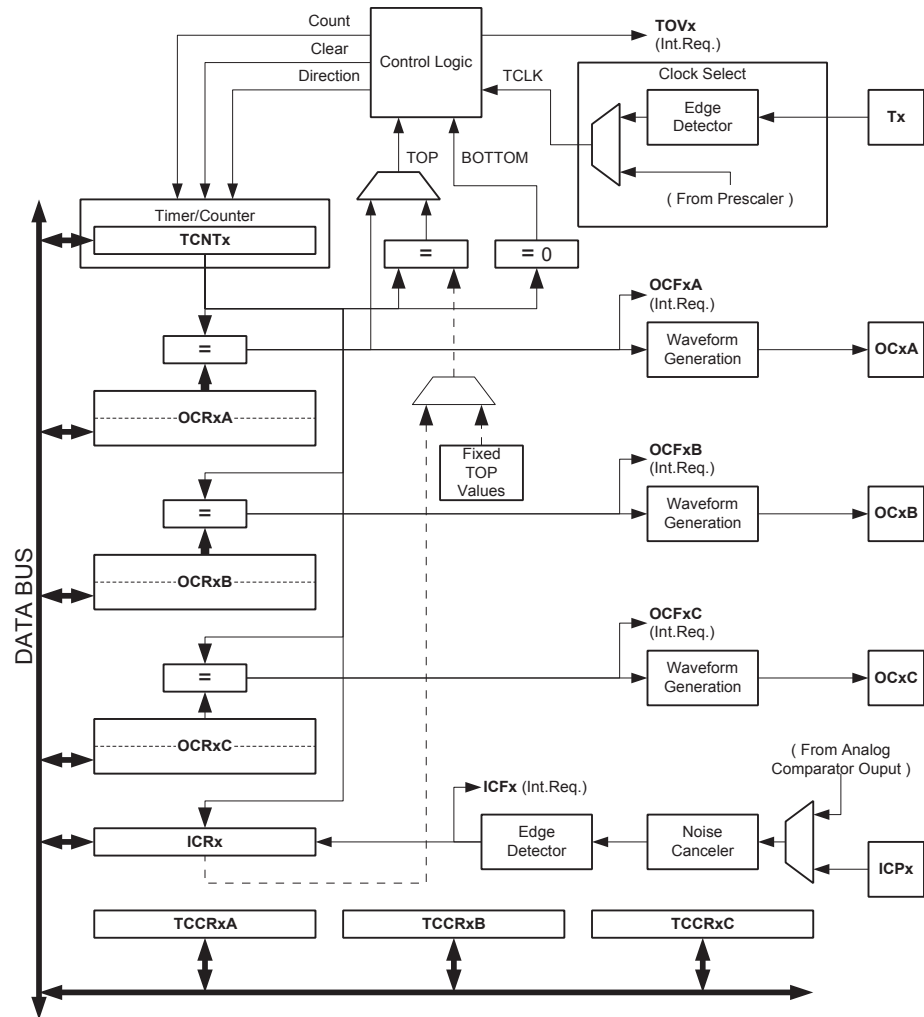 Count
Clear
Direction
Control Logic
TOVx
(Int.Req.)
TCLK
Clock Select
Edge
Detector
Tx
( From Prescaler )
TOP
BOTTOM
Timer/Counter
TCNTx
=
= 0
=
OCRxA
OCFxA
(Int.Req.)
Waveform
Generation
OCxA
Fixed
TOP
Values
=
OCRxB
OCFxB
(Int.Req.)
Waveform
Generation
OCxB
DATA BUS
=
OCRxC
OCFxC
(Int.Req.)
Waveform
Generation
OCxC
( From Analog
Comparator Ouput )
ICFx (Int.Req.)
ICRx
Edge
Detector
Noise
Canceler
ICPx
TCCRxA
TCCRxB
TCCRxC